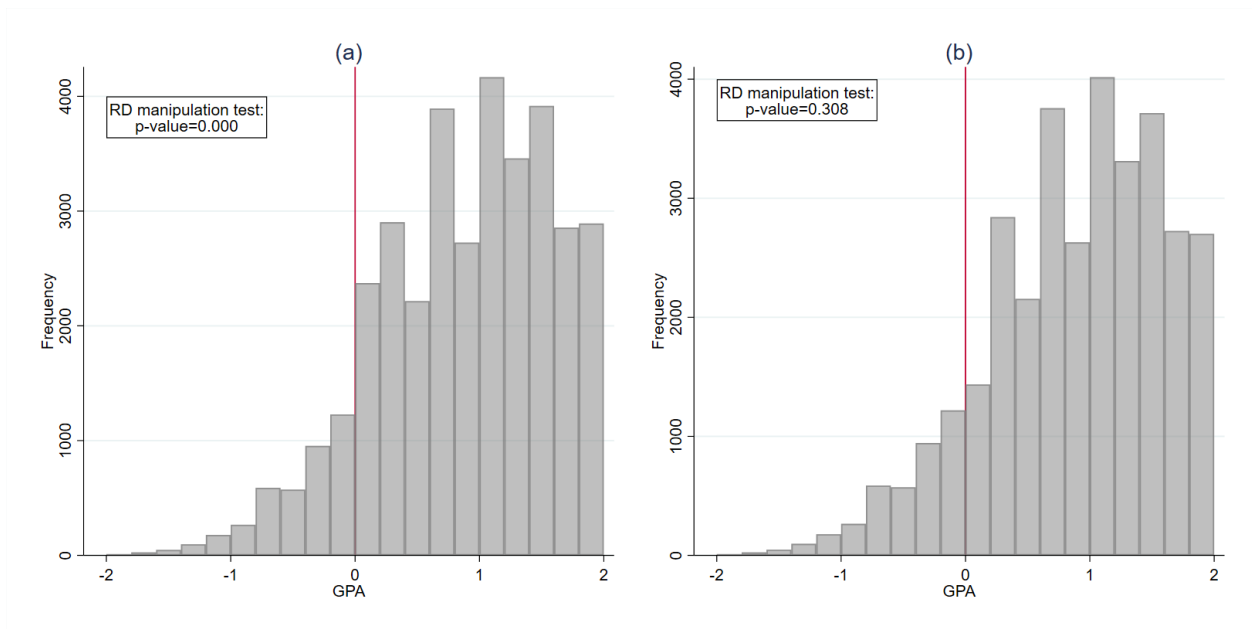 (a)
RD manipulation test:
p-value=0.000
Frequency
4000
3000
2000
1000
0
-2
-1
0
1
2
GPA
(b)
RD manipulation test:
p-value=0.308
Frequency
4000
3000
2000
1000
0
-2
-1
0
1
2
GPA